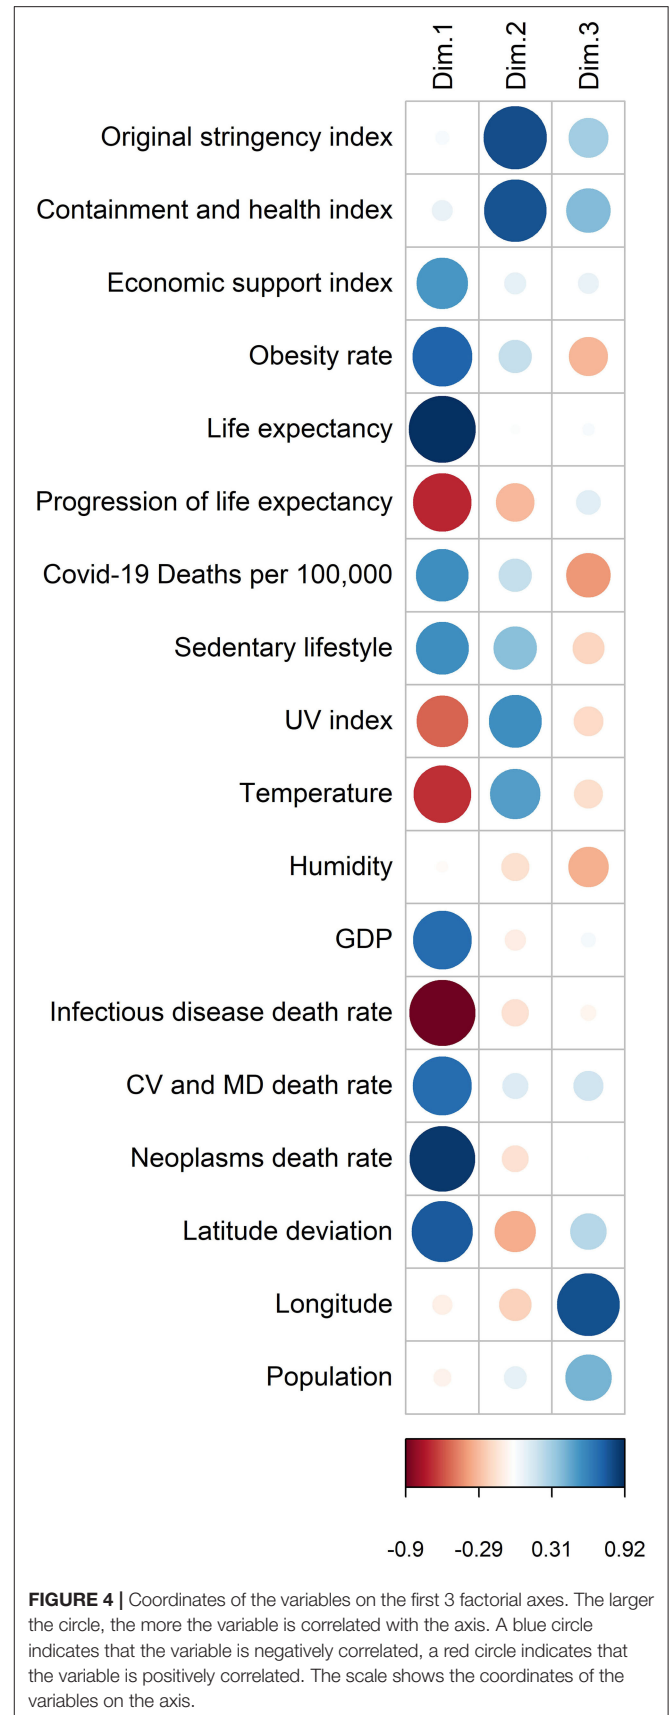 Dim.1 Dim.2 Dim.3
Original stringency index
Containment and health index
Economic support index
Obesity rate
Life expectancy
Progression of life expectancy
Covid-19 Deaths per 100,000
Sedentary lifestyle
UV index
Temperature
Humidity
GDP
Infectious disease death rate
CV and MD death rate
Neoplasms death rate
Latitude deviation
Longitude
Population
-0.9 -0.29 0.31 0.92
FIGURE 4 | Coordinates of the variables on the first 3 factorial axes. The larger
the circle, the more the variable is correlated with the axis. A blue circle
indicates that the variable is negatively correlated, a red circle indicates that
the variable is positively correlated. The scale shows the coordinates of the
variables on the axis.